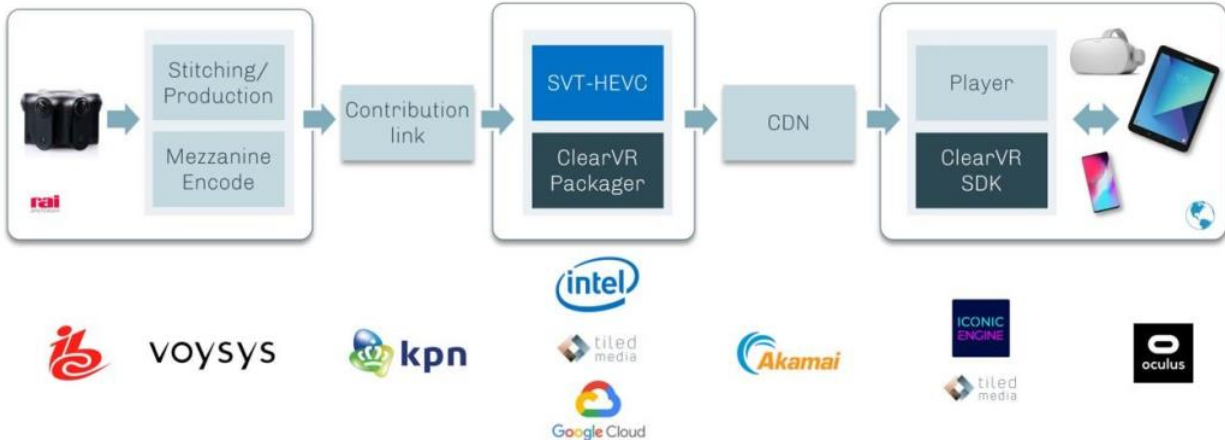 Stitching/
Production
Mezzanine
Encode
rai
Contribution
link
SVT-HEVC
ClearVR
Packager
CDN
Player
ClearVR
SDK
ibc
voysys
kpn
intel
tiled
media
Google Cloud
Akamai
ICONIC
ENGINE
tiled
media
oculus